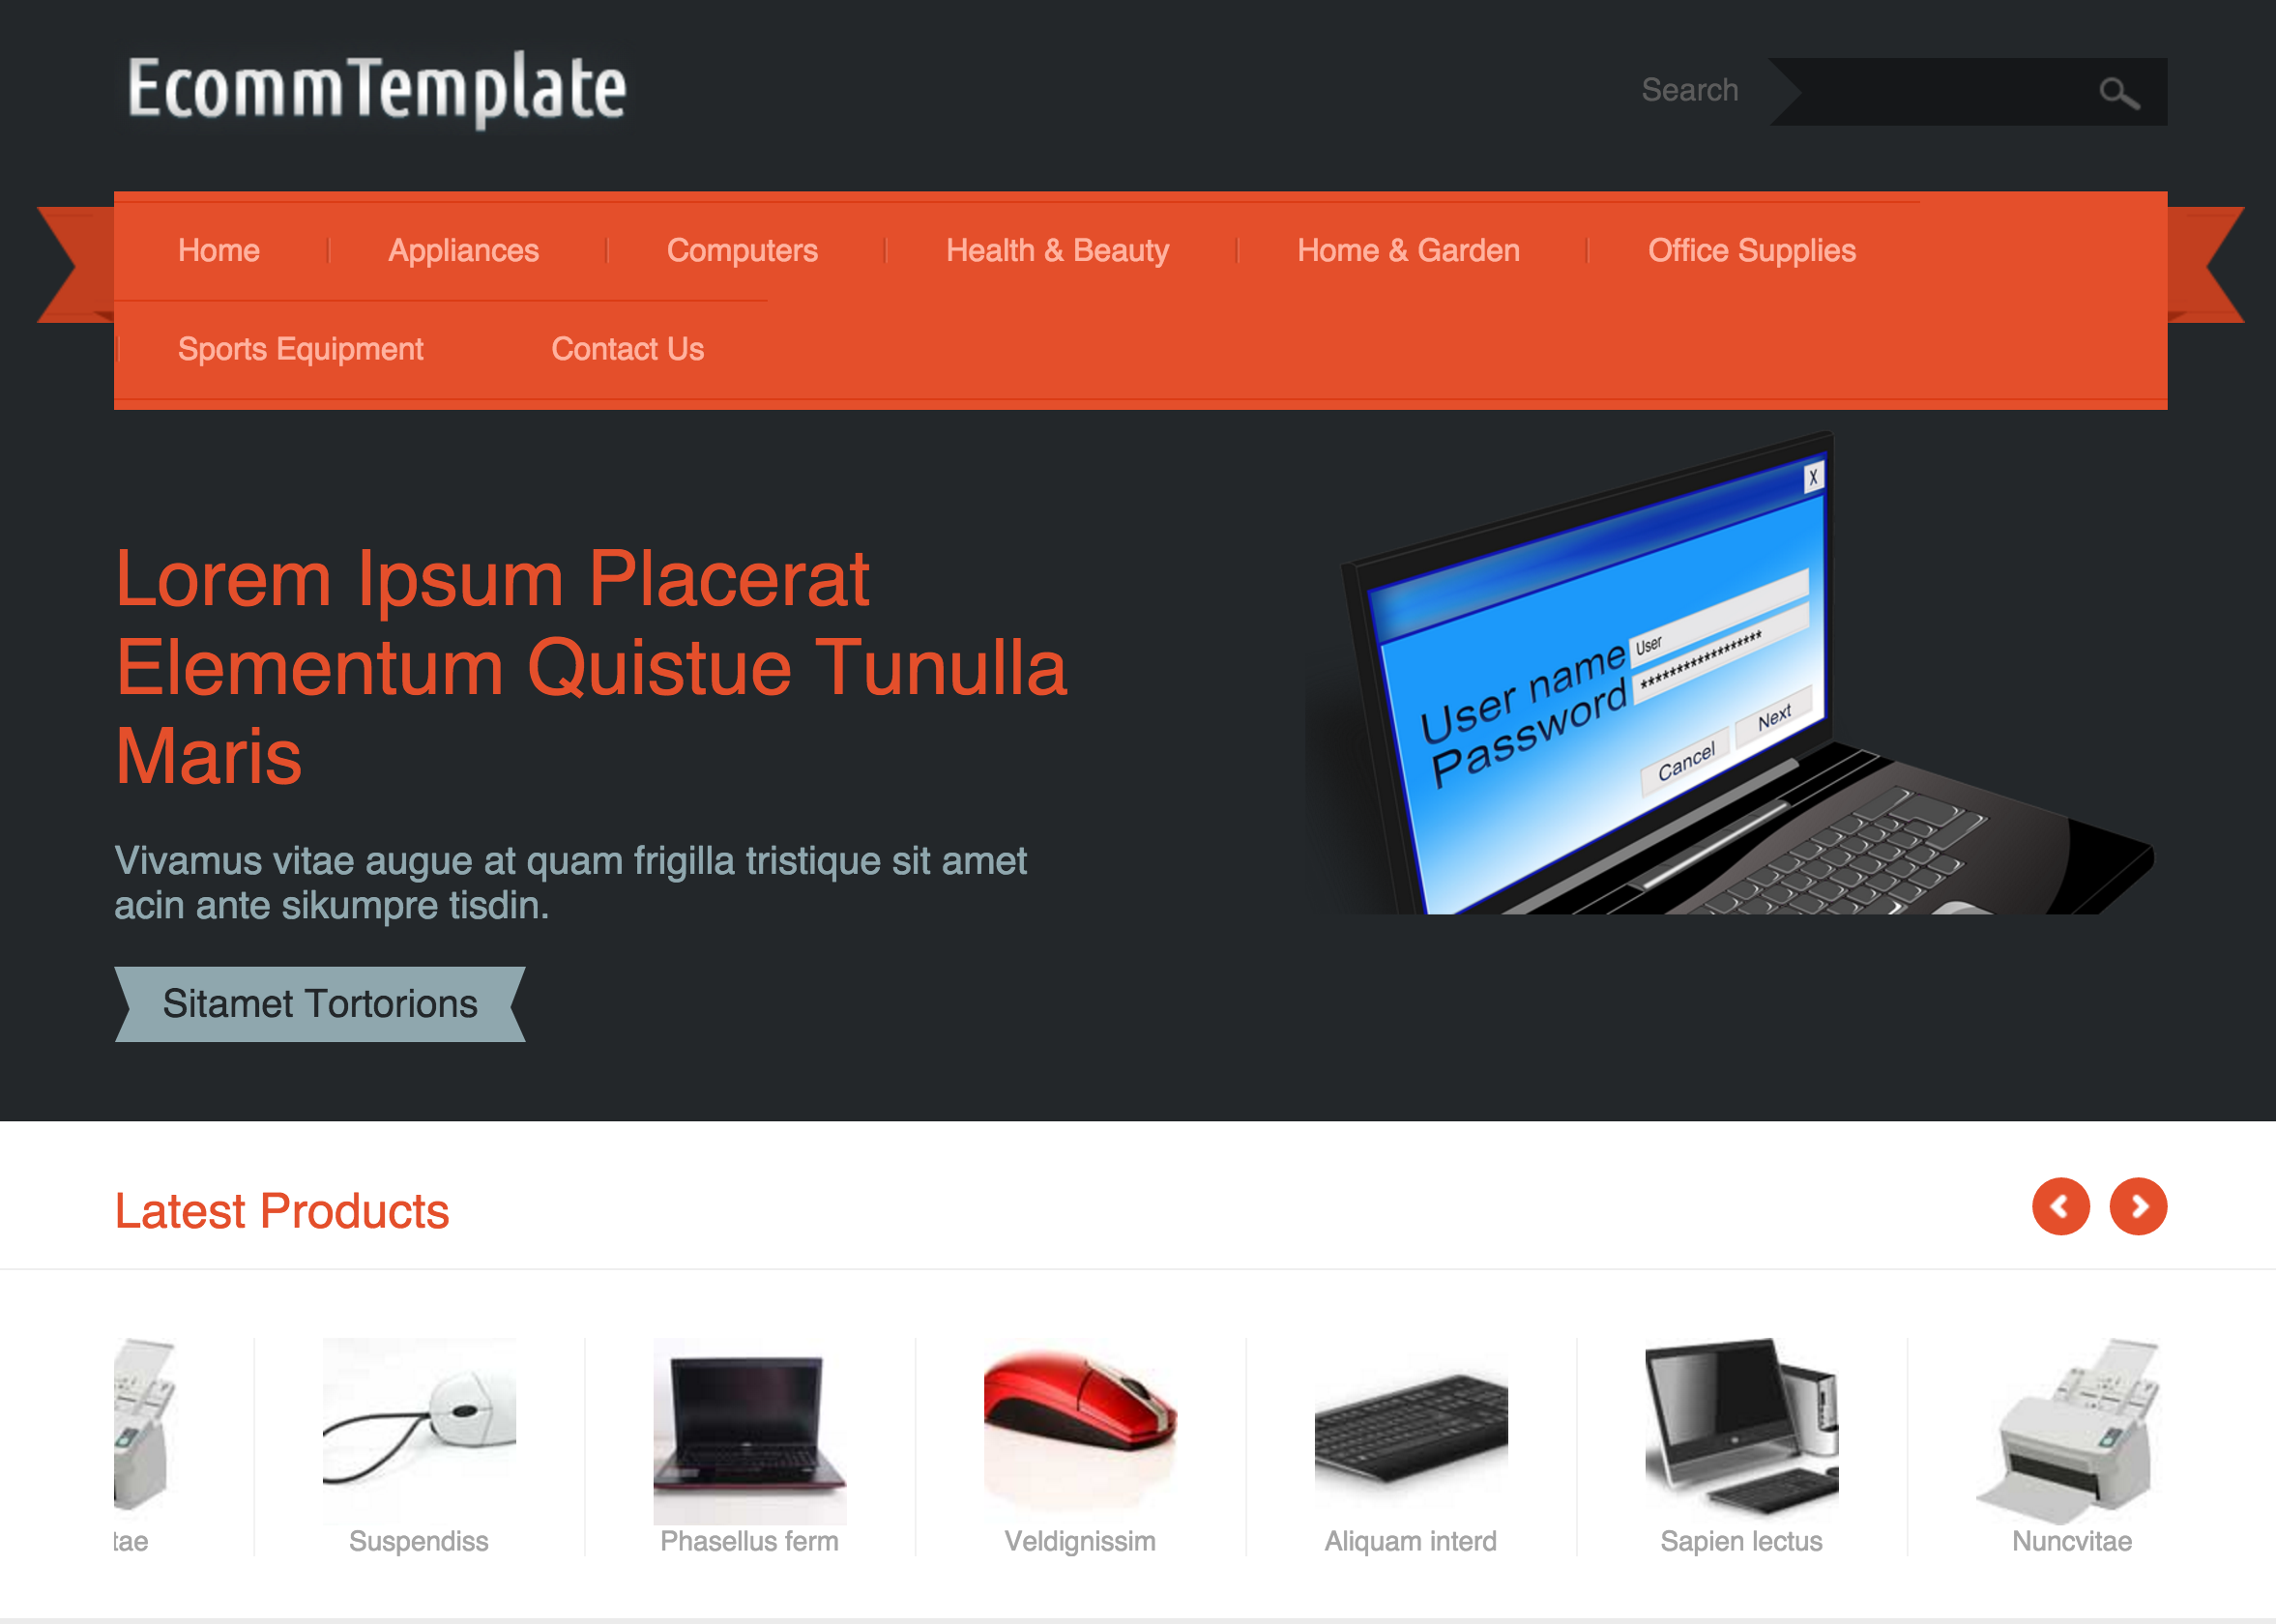 EcommTemplate
Search
Home
Appliances
Computers
Health & Beauty
Home & Garden
Office Supplies
Sports Equipment
Contact Us
Lorem Ipsum Placerat
Elementum Quistue Tunulla
Maris
Vivamus vitae augue at quam frigilla tristique sit amet
acin ante sikumpre tisdin.
Sitamet Tortorions
X
User name User
Password *****************
Cancel Next
Latest Products
tae
Suspendiss
Phasellus ferm
Veldignissim
Aliquam interd
Sapien lectus
Nuncvitae